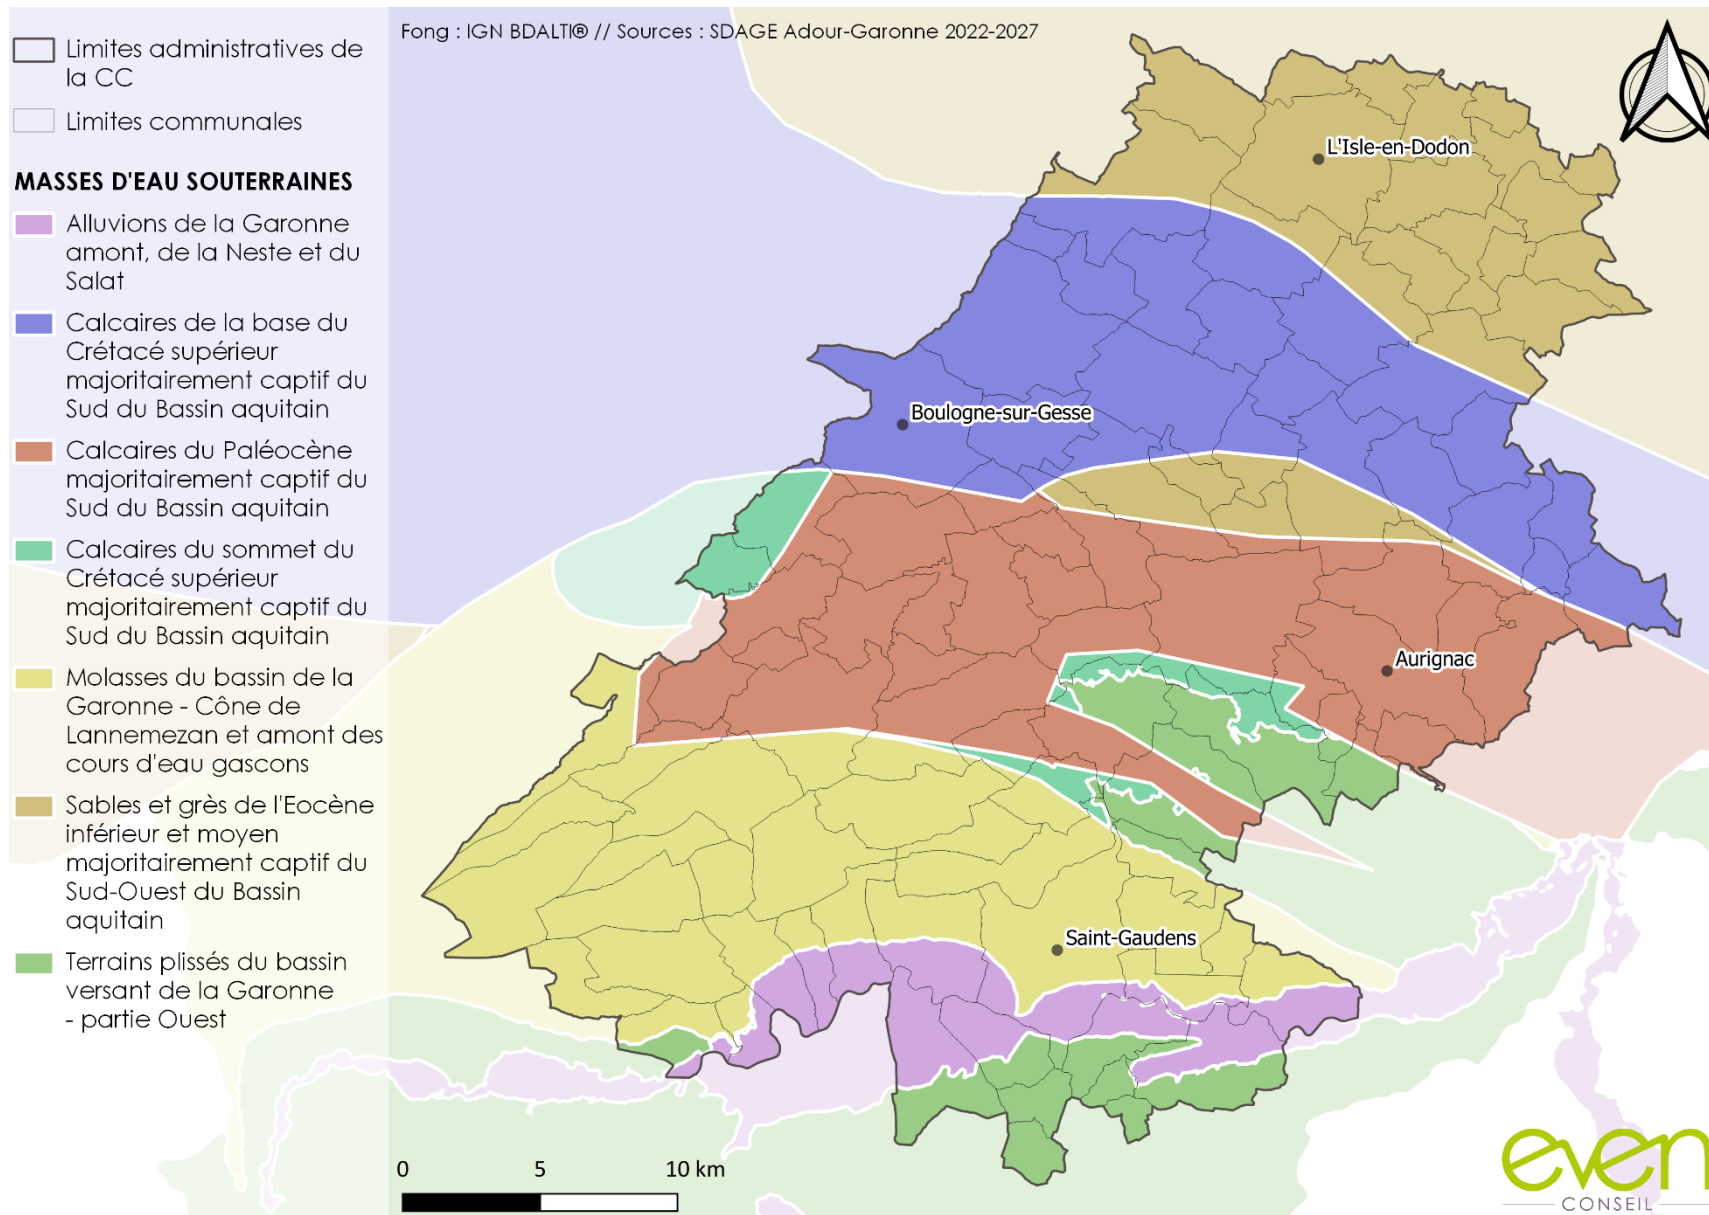 Fong : IGN BDALTI® // Sources : SDAGE Adour-Garonne 2022-2027
Limites administratives de
la CC
Limites communales
MASSES D'EAU SOUTERRAINES
Alluvions de la Garonne
amont, de la Neste et du
Salat
Calcaires de la base du
Crétacé supérieur
majoritairement captif du
Sud du Bassin aquitain
Calcaires du Paléocène
majoritairement captif du
Sud du Bassin aquitain
Calcaires du sommet du
Crétacé supérieur
majoritairement captif du
Sud du Bassin aquitain
Molasses du bassin de la
Garonne - Cône de
Lannemezan et amont des
cours d'eau gascons
Sables et grès de l'Eocène
inférieur et moyen
majoritairement captif du
Sud-Ouest du Bassin
aquitain
Terrains plissés du bassin
versant de la Garonne
- partie Ouest
L'Isle-en-Dodon
Boulogne-sur-Gesse
Aurignac
Saint-Gaudens
0 5 10 km
even
CONSEIL